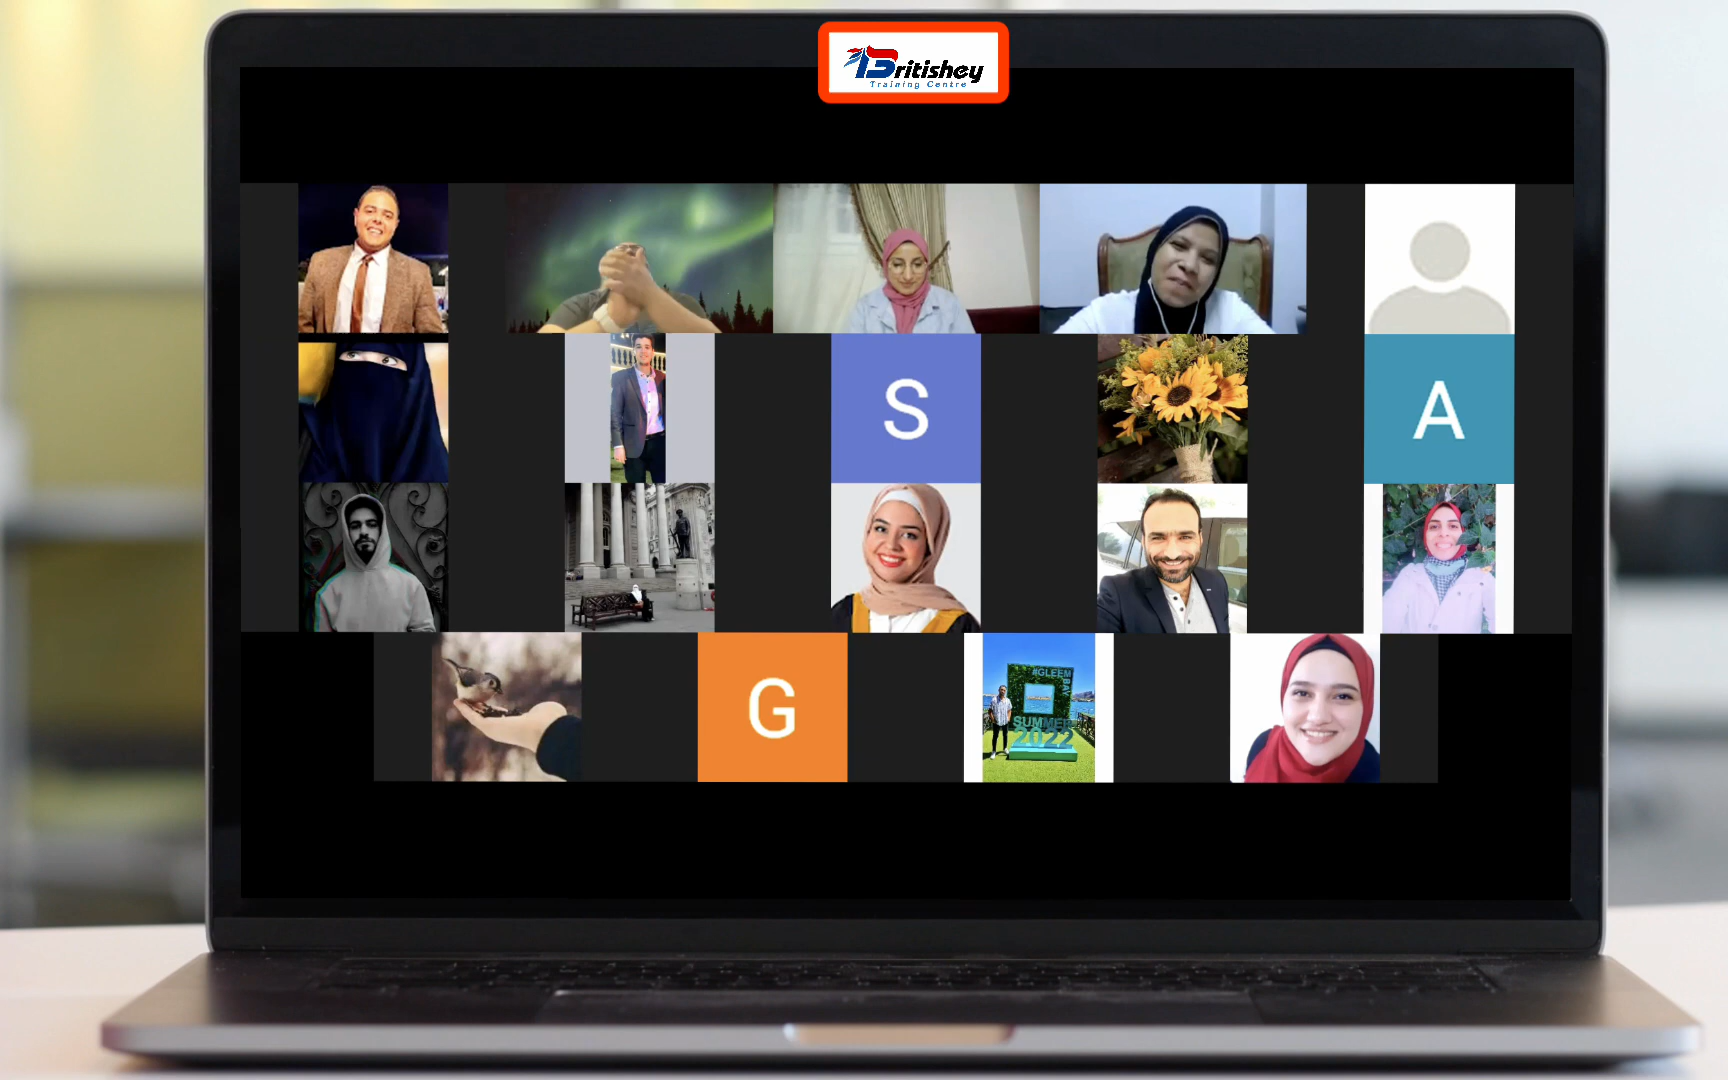 Britishey
Training Centre
S
A
G
#GLEEM
BAY
SUMMER
2022